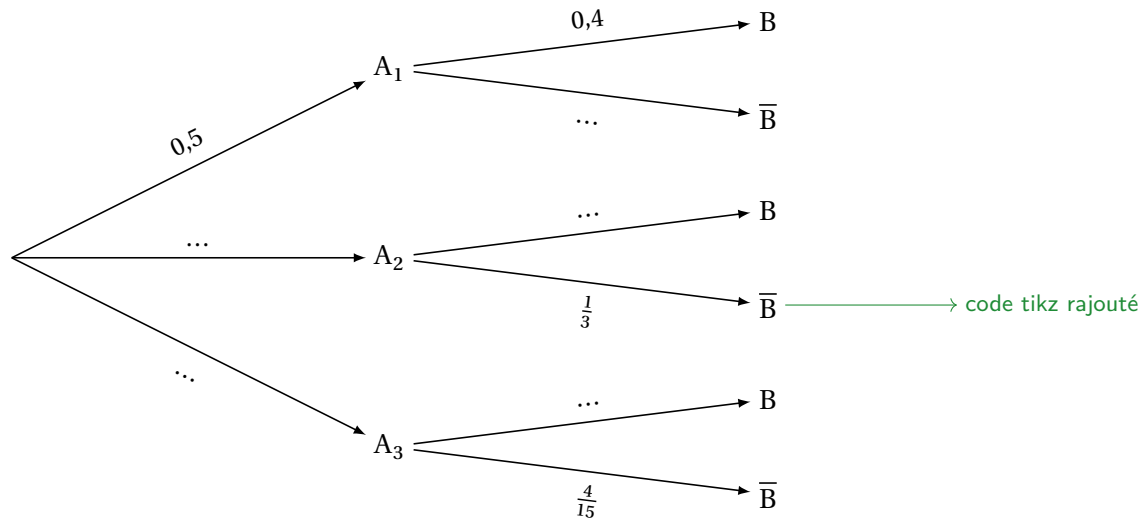 0,4
B
A₁
0,5
...
B̅
...
B
...
A₂
1/3
B̅
code tikz rajouté
...
...
B
A₃
4/15
B̅